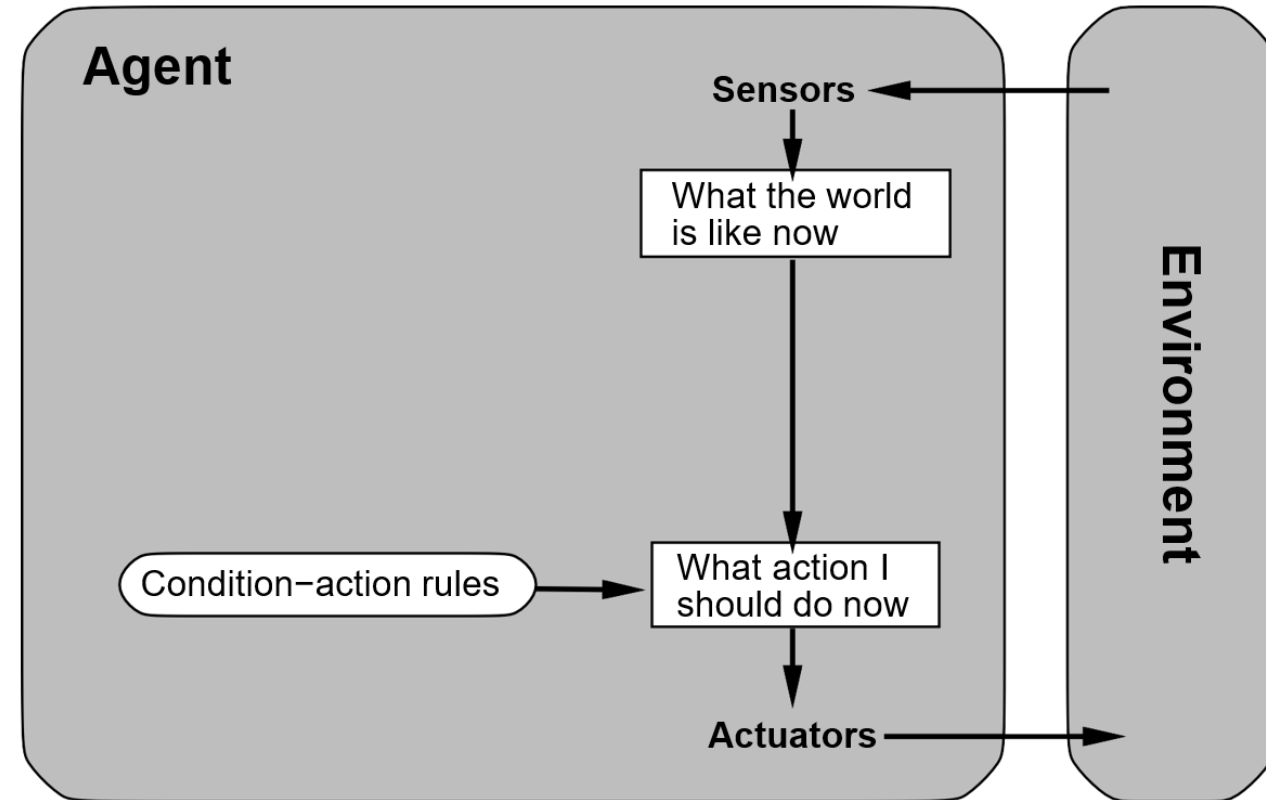 Agent
Sensors
What the world
is like now
Environment
Condition−action rules
What action I
should do now
Actuators